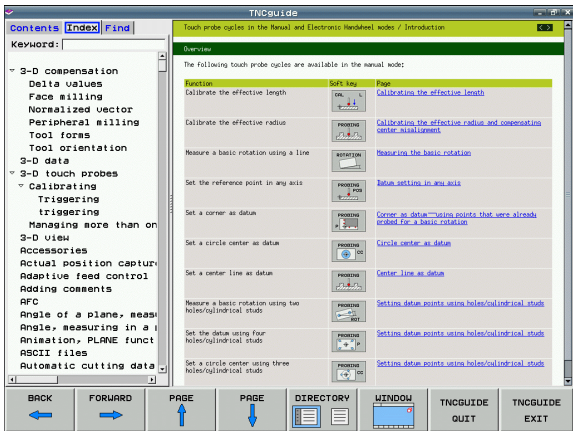 TNCguide
Contents Index Find
Keyword:
3-D compensation
Delta values
Face milling
Normalized vector
Peripheral milling
Tool forms
Tool orientation
3-D data
3-D touch probes
Calibrating
Triggering
triggering
Managing more than on
3-D view
Accessories
Actual position captur
Adaptive feed control
Adding comments
AFC
Angle of a plane, meas
Angle, measuring in a
Animation, PLANE funct
ASCII files
Automatic cutting data
Touch probe cycles in the Manual and Electronic Handwheel modes / Introduction
Overview
The following touch probe cycles are available in the manual mode:
Function Soft key Page
Calibrate the effective length CAL L Calibrating the effective length
Calibrate the effective radius PROBING Calibrating the effective radius and compensating
center misalignment
Measure a basic rotation using a line ROTATION Measuring the basic rotation
Set the reference point in any axis PROBING POS Datum setting in any axis
Set a corner as datum PROBING P Corner as datum—using points that were already
probed for a basic rotation
Set a circle center as datum PROBING CC Circle center as datum
Set a center line as datum PROBING Center line as datum
Measure a basic rotation using two
holes/cylindrical studs PROBING ROT Setting datum points using holes/cylindrical studs
Set the datum using four
holes/cylindrical studs PROBING P Setting datum points using holes/cylindrical studs
Set a circle center using three
holes/cylindrical studs PROBING CC Setting datum points using holes/cylindrical studs
BACK FORWARD PAGE PAGE DIRECTORY WINDOW TNCGUIDE QUIT TNCGUIDE EXIT